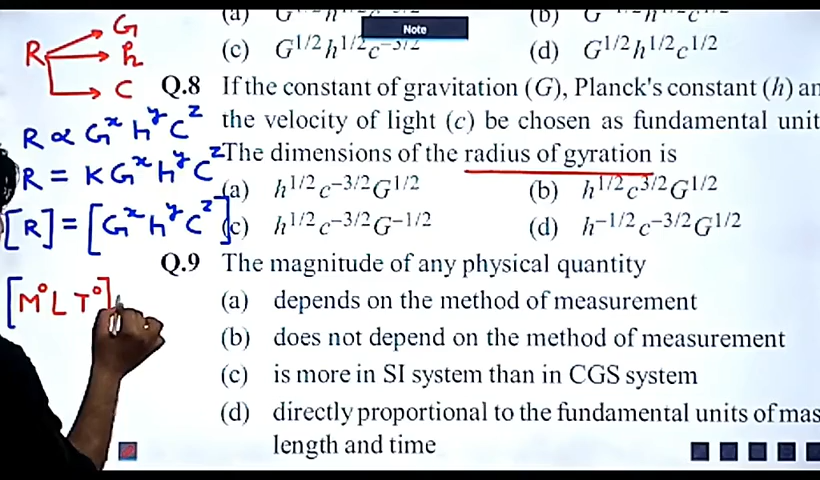 Note
(c) G^1/2 h^1/2 c^-3/2 (d) G^1/2 h^1/2 c^1/2
R
G
h
C
R ∝ G^x h^y C^z
R = K G^x h^y C^z
[R] = [G^x h^y C^z]
[M^0 L T^0]
Q.8 If the constant of gravitation (G), Planck's constant (h) an
the velocity of light (c) be chosen as fundamental unit
The dimensions of the radius of gyration is
(a) h^1/2 c^-3/2 G^1/2 (b) h^1/2 c^3/2 G^1/2
(c) h^1/2 c^-3/2 G^-1/2 (d) h^-1/2 c^-3/2 G^1/2
Q.9 The magnitude of any physical quantity
(a) depends on the method of measurement
(b) does not depend on the method of measurement
(c) is more in SI system than in CGS system
(d) directly proportional to the fundamental units of mas
length and time